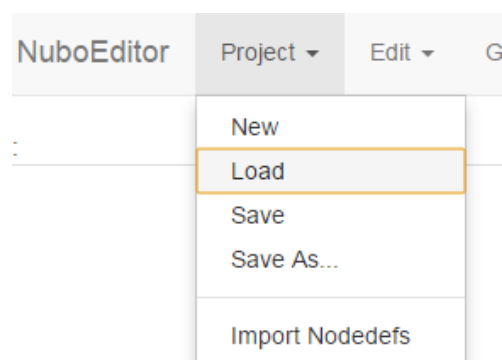 NuboEditor Project Edit G
:
New
Load
Save
Save As...
Import Nodedefs